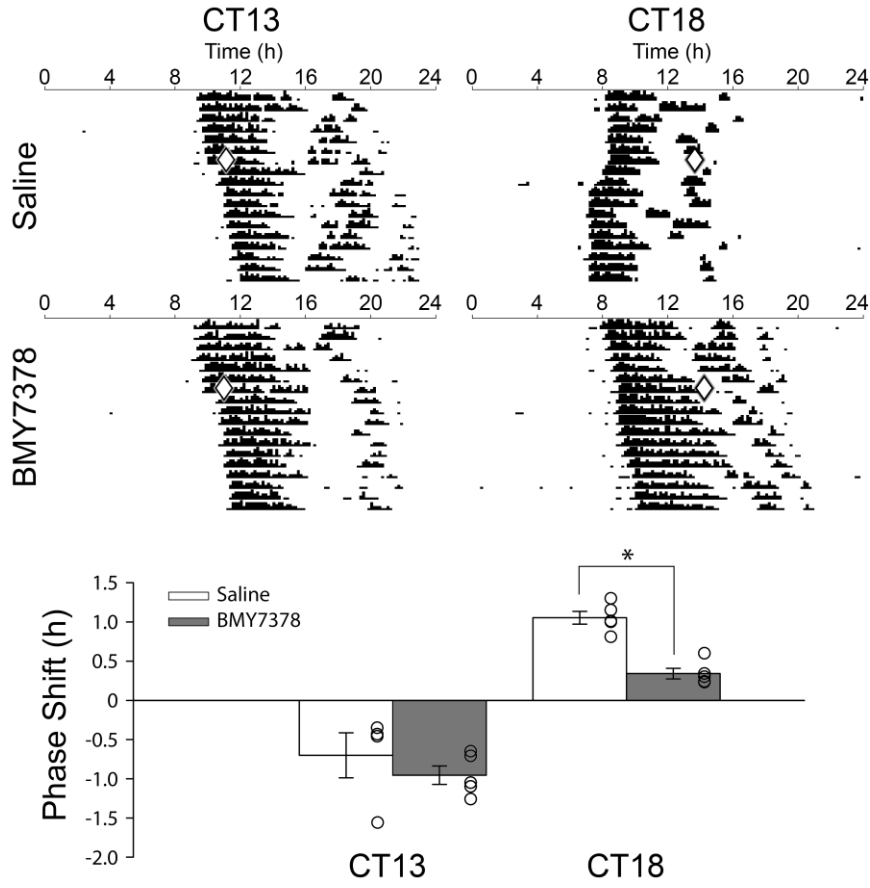 CT13
CT18
Time (h)
Time (h)
0 4 8 12 16 20 24
0 4 8 12 16 20 24
Saline
0 4 8 12 16 20 24
0 4 8 12 16 20 24
BMY7378
*
1.5
Saline
BMY7378
1.0
0.5
0
-0.5
-1.0
-1.5
-2.0
Phase Shift (h)
CT13
CT18